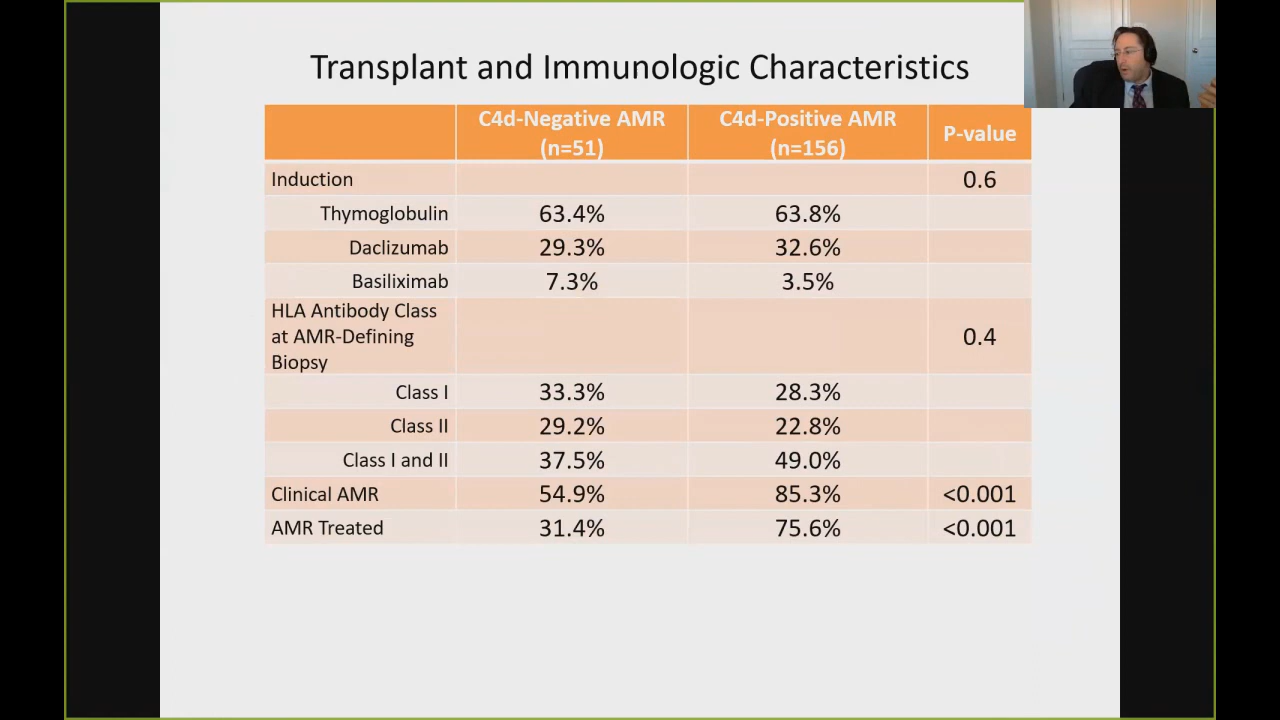 Transplant and Immunologic Characteristics
C4d-Negative AMR (n=51) C4d-Positive AMR (n=156) P-value
Induction 0.6
Thymoglobulin 63.4% 63.8%
Daclizumab 29.3% 32.6%
Basiliximab 7.3% 3.5%
HLA Antibody Class
at AMR-Defining
Biopsy 0.4
Class I 33.3% 28.3%
Class II 29.2% 22.8%
Class I and II 37.5% 49.0%
Clinical AMR 54.9% 85.3% <0.001
AMR Treated 31.4% 75.6% <0.001